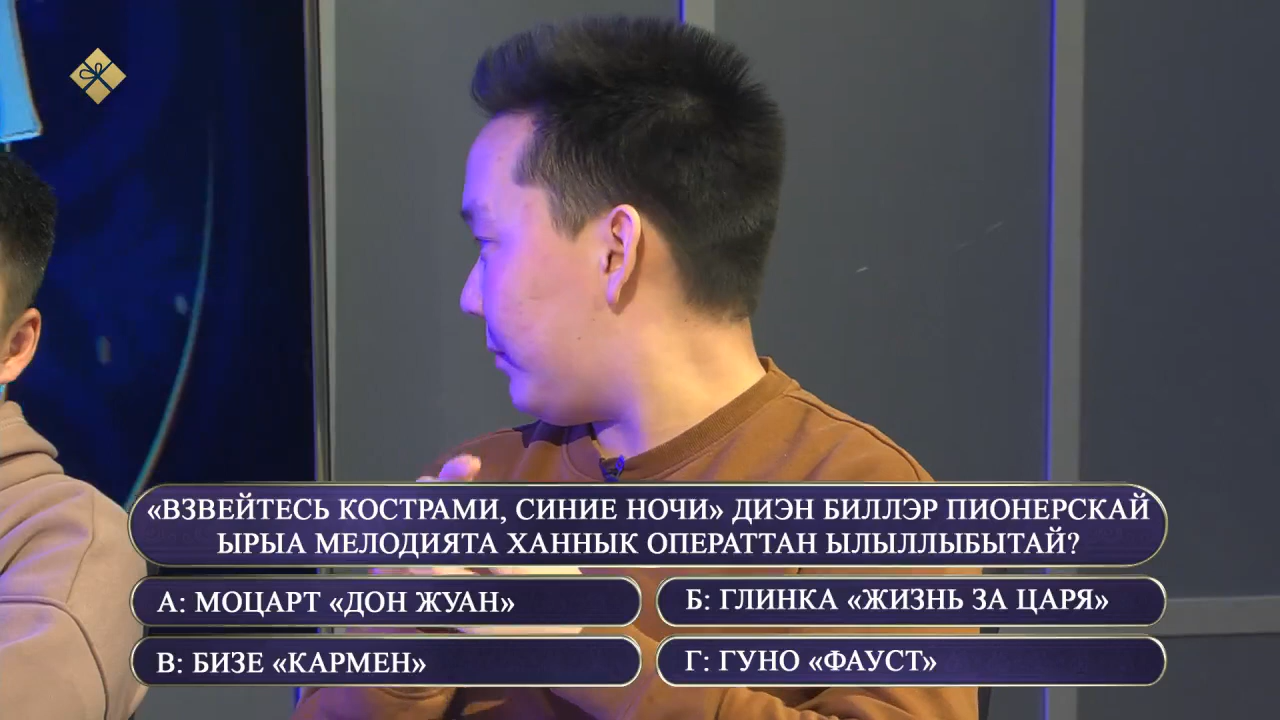 «ВЗВЕЙТЕСЬ КОСТРАМИ, СИНИЕ НОЧИ» ДИЭН БИЛЛЭР ПИОНЕРСКАЙ
ЫРЫА МЕЛОДИЯТА ХАННЫК ОПЕРАТТАН ЫЛЫЛЛЫБЫТАЙ?
А: МОЦАРТ «ДОН ЖУАН»
Б: ГЛИНКА «ЖИЗНЬ ЗА ЦАРЯ»
В: БИЗЕ «КАРМЕН»
Г: ГУНО «ФАУСТ»